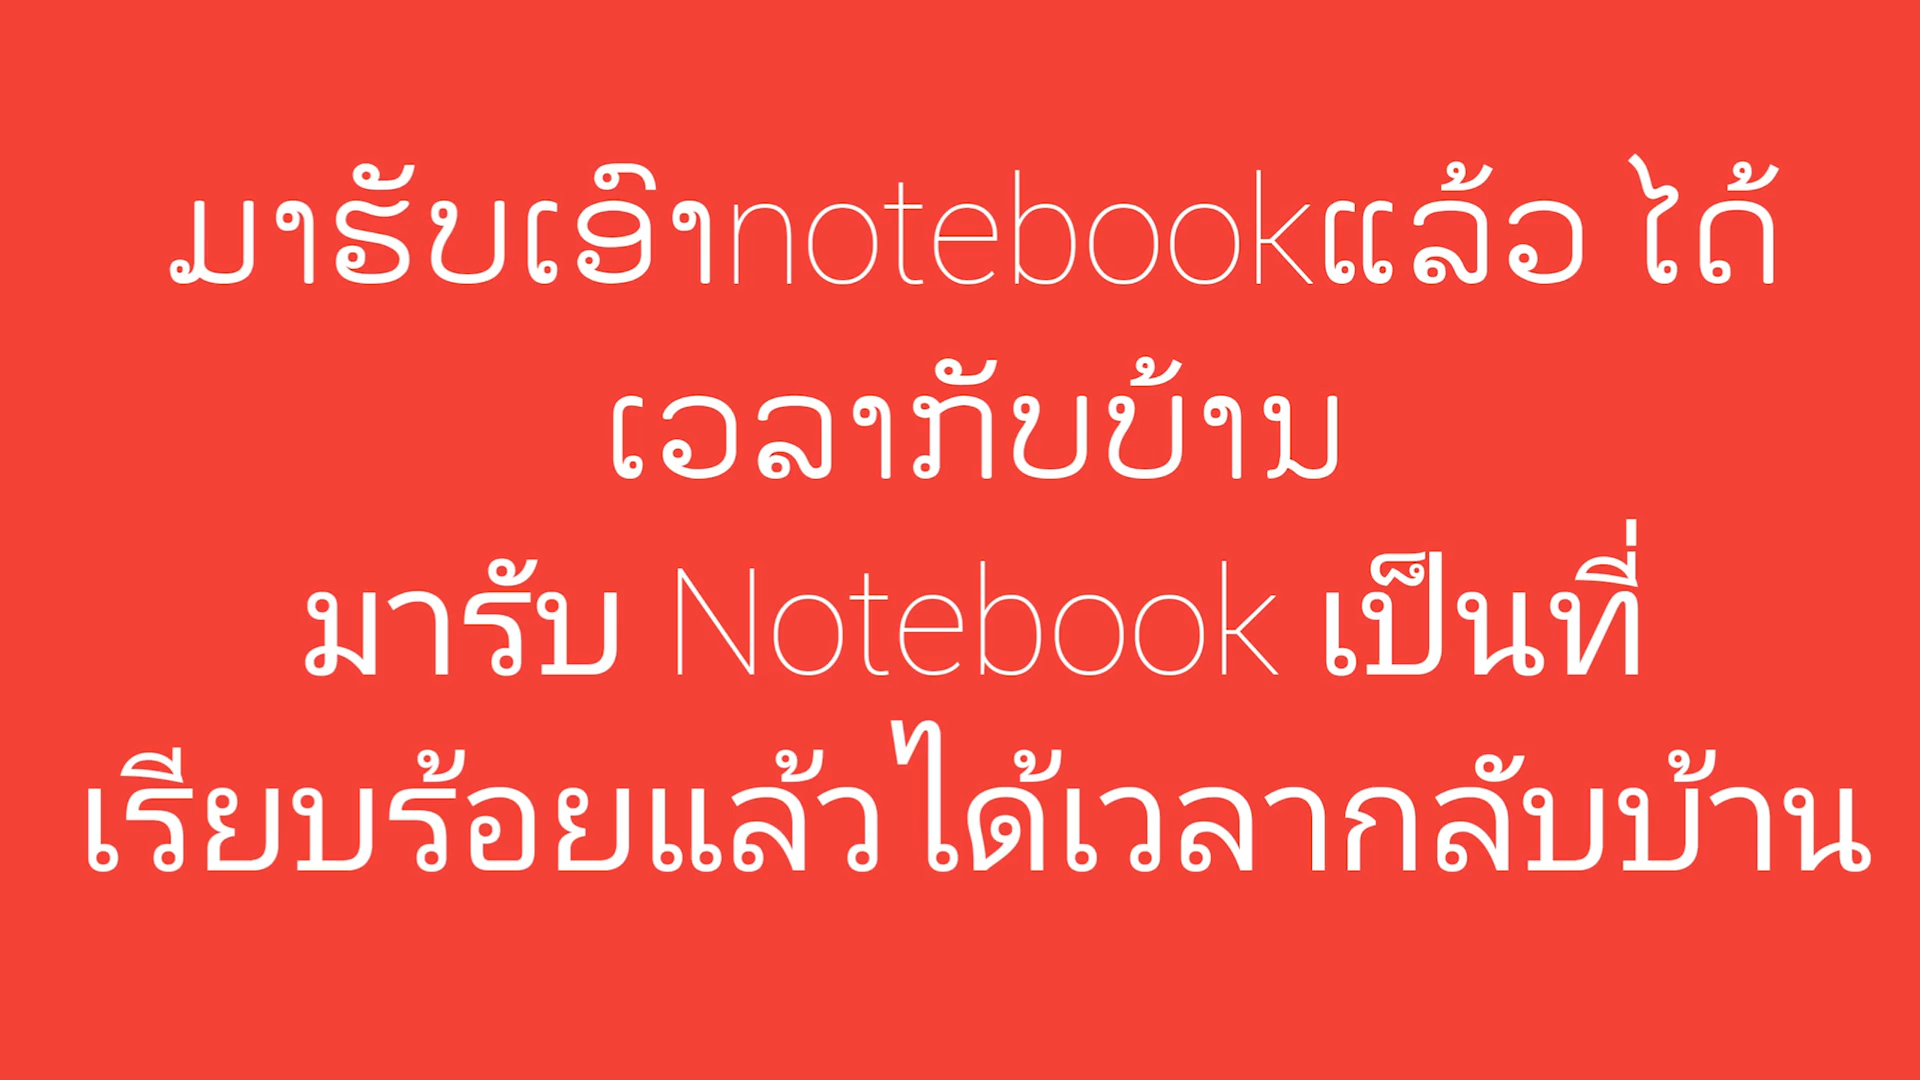 ມາຮັບເອົາnotebookແລ້ວ ໄດ້
ເວລາກັບບ້ານ
มารับ Notebook เป็นที่
เรียบร้อยแล้วได้เวลากลับบ้าน